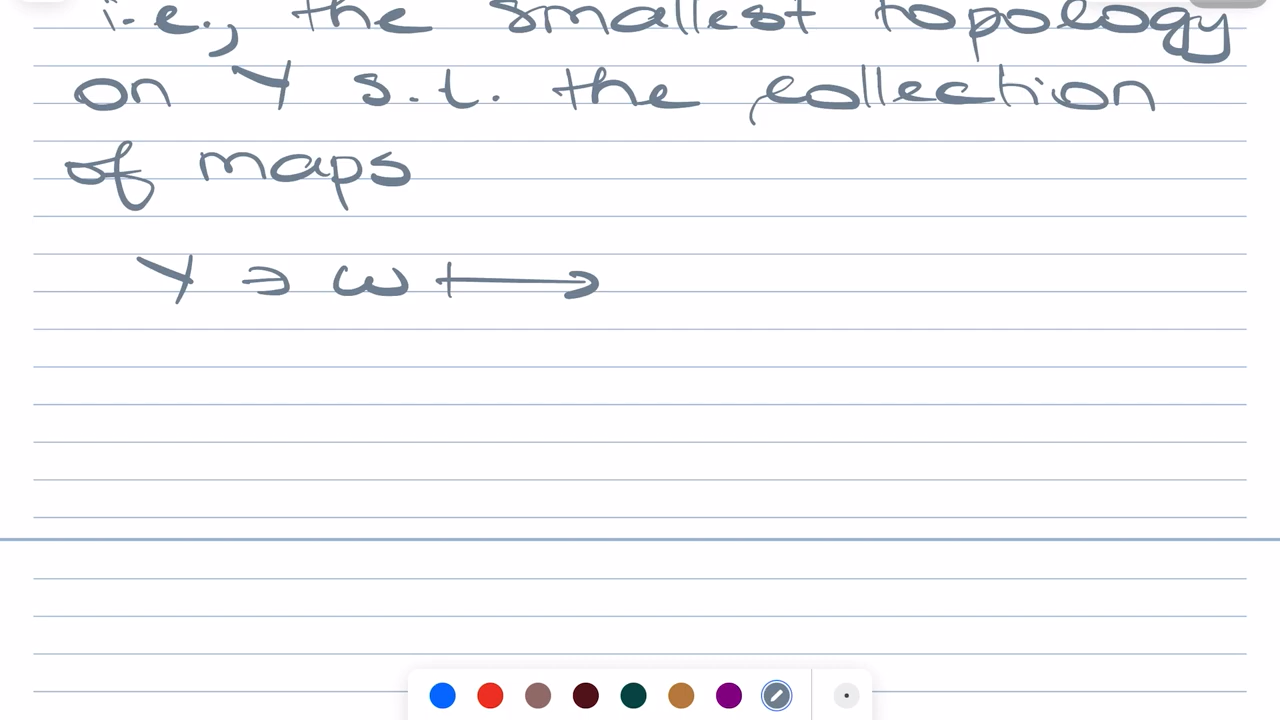 i.e., the smallest topology
on Y s.t. the collection
of maps
Y ∋ ω ⟼